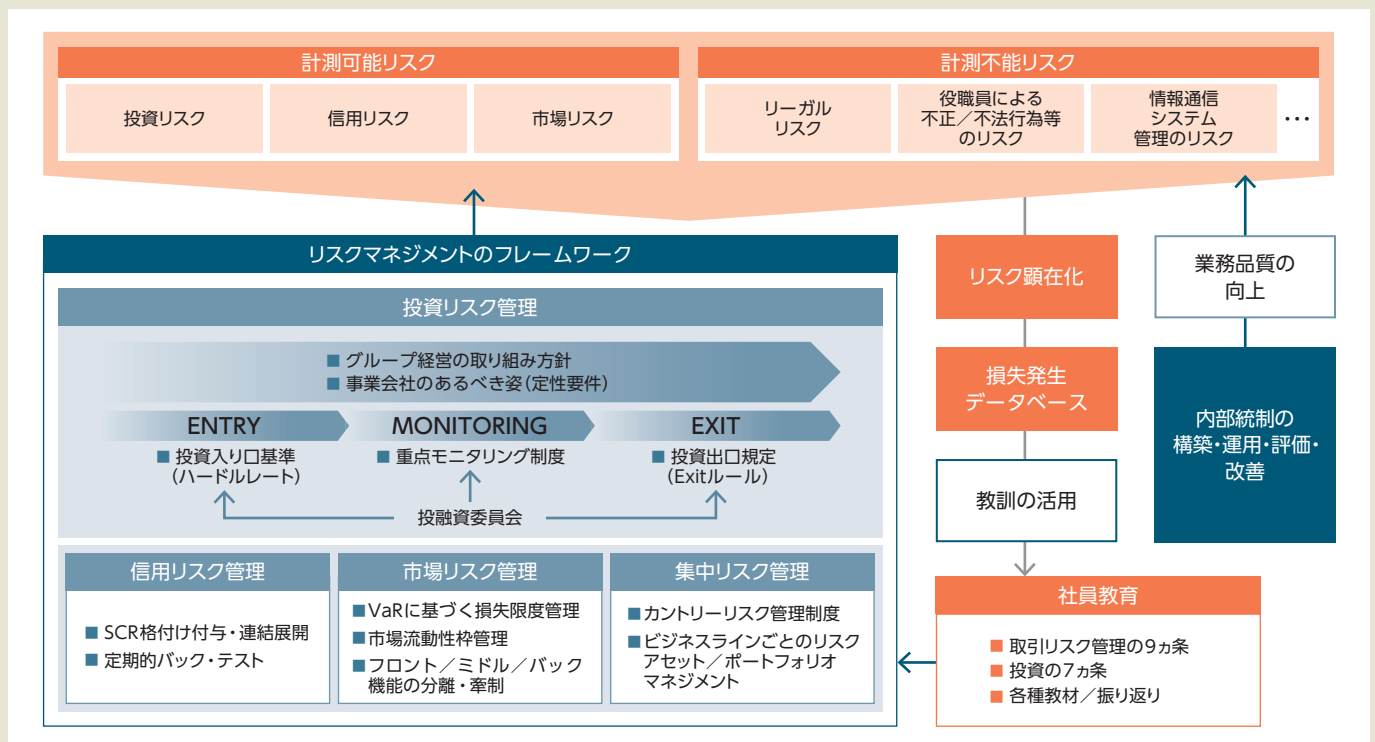 計測可能リスク
投資リスク
信用リスク
市場リスク
計測不能リスク
リーガル
リスク
役職員による
不正／不法行為等
のリスク
情報通信
システム
管理のリスク
…
リスクマネジメントのフレームワーク
投資リスク管理
■ グループ経営の取り組み方針
■ 事業会社のあるべき姿（定性要件）
ENTRY
MONITORING
EXIT
■ 投資入り口基準
（ハードルレート）
■ 重点モニタリング制度
■ 投資出口規定
（Exitルール）
投融資委員会
信用リスク管理
■ SCR格付け付与・連結展開
■ 定期的バック・テスト
市場リスク管理
■ VaRに基づく損失限度管理
■ 市場流動性枠管理
■ フロント／ミドル／バック
機能の分離・牽制
集中リスク管理
■ カントリーリスク管理制度
■ ビジネスラインごとのリスク
アセット／ポートフォリオ
マネジメント
リスク顕在化
損失発生
データベース
教訓の活用
社員教育
■ 取引リスク管理の9ヵ条
■ 投資の7ヵ条
■ 各種教材／振り返り
業務品質の
向上
内部統制の
構築・運用・評価・
改善